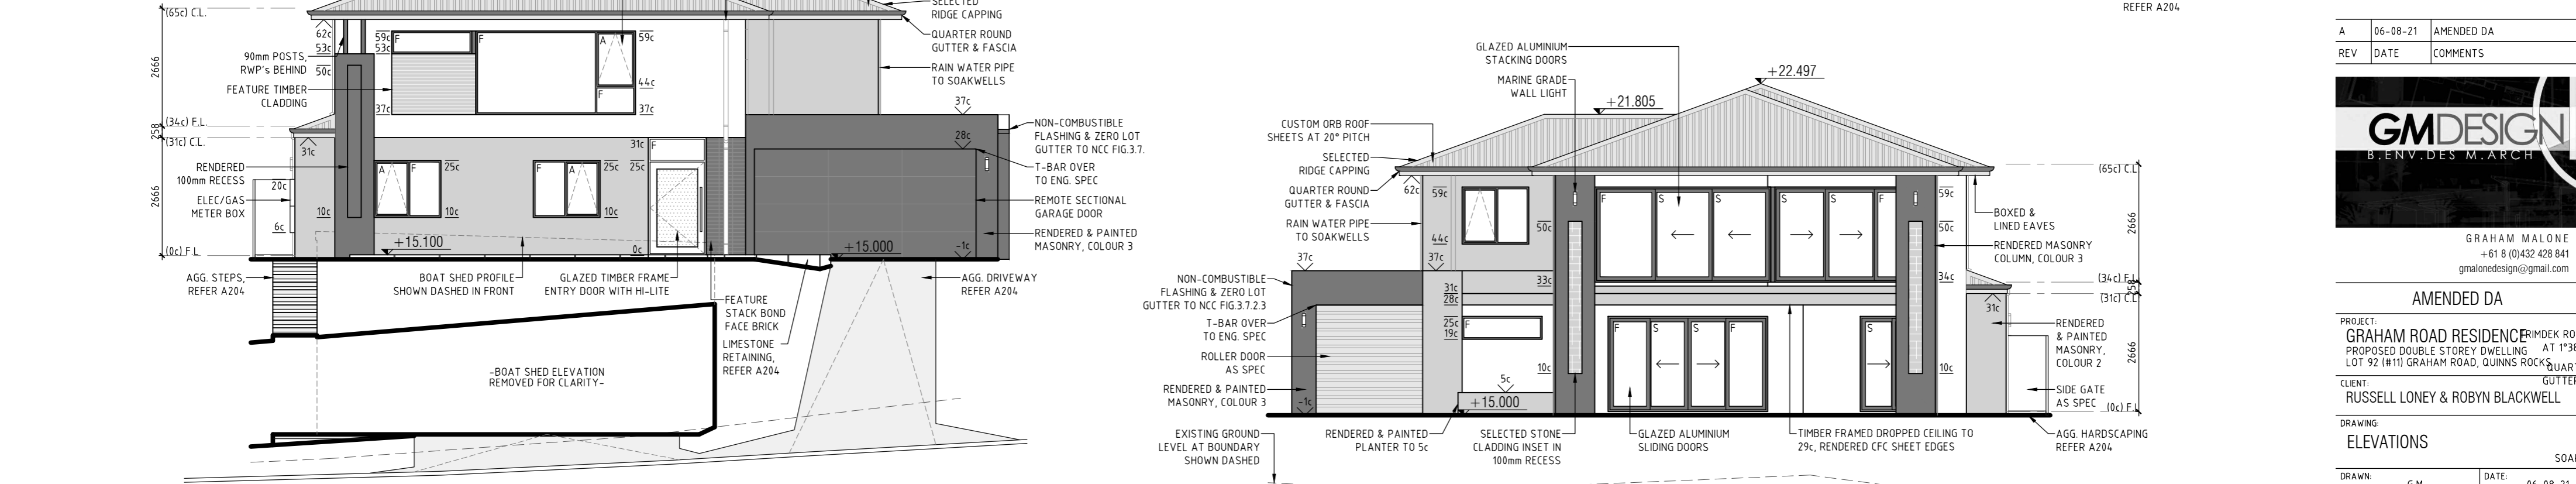 (65c) C.L.
62c
53c
50c
59c
53c
F
F
A
59c
2666
90mm POSTS,
RWP's BEHIND
FEATURE TIMBER
CLADDING
37c
44c
F
37c
(34c) F.L.
258
(31c) C.L.
31c
RENDERED
100mm RECESS
20c
ELEC/GAS
METER BOX
6c
10c
2666
(0c) F.L.
A
F
25c
10c
F
A
25c
10c
31c
F
25c
0c
+15.100
SELECTED
RIDGE CAPPING
QUARTER ROUND
GUTTER & FASCIA
RAIN WATER PIPE
TO SOAKWELLS
37c
28c
NON-COMBUSTIBLE
FLASHING & ZERO LOT
GUTTER TO NCC FIG.3.7.
T-BAR OVER
TO ENG. SPEC
REMOTE SECTIONAL
GARAGE DOOR
RENDERED & PAINTED
MASONRY, COLOUR 3
+15.000
-1c
AGG. STEPS,
REFER A204
BOAT SHED PROFILE
SHOWN DASHED IN FRONT
GLAZED TIMBER FRAME
ENTRY DOOR WITH HI-LITE
AGG. DRIVEWAY
REFER A204
FEATURE
STACK BOND
FACE BRICK
LIMESTONE
RETAINING,
REFER A204
-BOAT SHED ELEVATION
REMOVED FOR CLARITY-
REFER A204
GLAZED ALUMINIUM
STACKING DOORS
MARINE GRADE
WALL LIGHT
+22.497
+21.805
CUSTOM ORB ROOF
SHEETS AT 20° PITCH
SELECTED
RIDGE CAPPING
QUARTER ROUND
GUTTER & FASCIA
RAIN WATER PIPE
TO SOAKWELLS
62c
59c
50c
44c
37c
37c
33c
F
S
S
S
S
F
59c
50c
34c
(65c) C.L.
2666
BOXED &
LINED EAVES
RENDERED MASONRY
COLUMN, COLOUR 3
(34c) F.L.
258
(31c) C.L.
31c
NON-COMBUSTIBLE
FLASHING & ZERO LOT
GUTTER TO NCC FIG.3.7.2.3
T-BAR OVER
TO ENG. SPEC
ROLLER DOOR
AS SPEC
RENDERED & PAINTED
MASONRY, COLOUR 3
31c
28c
25c
19c
F
10c
5c
-1c
+15.000
F
S
S
F
S
10c
RENDERED
& PAINTED
MASONRY,
COLOUR 2
2666
SIDE GATE
AS SPEC
(0c) F.L.
EXISTING GROUND
LEVEL AT BOUNDARY
SHOWN DASHED
RENDERED & PAINTED
PLANTER TO 5c
SELECTED STONE
CLADDING INSET IN
100mm RECESS
GLAZED ALUMINIUM
SLIDING DOORS
TIMBER FRAMED DROPPED CEILING TO
29c, RENDERED CFC SHEET EDGES
AGG. HARDSCAPING
REFER A204
A 06-08-21 AMENDED DA
REV DATE COMMENTS
GMDESIGN
B.ENV.DES M.ARCH
GRAHAM MALONE
+61 8 (0)432 428 841
gmalonedesign@gmail.com
AMENDED DA
PROJECT:
GRAHAM ROAD RESIDENCE
PROPOSED DOUBLE STOREY DWELLING
LOT 92 (#11) GRAHAM ROAD, QUINNS ROCKS
CLIENT:
RUSSELL LONEY & ROBYN BLACKWELL
DRAWING:
ELEVATIONS
DRAWN:
DATE: